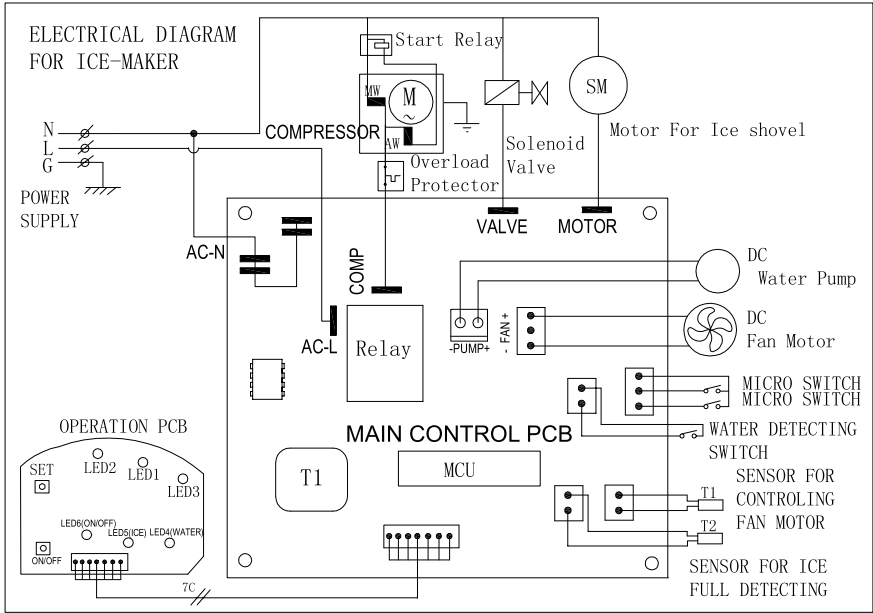 ELECTRICAL DIAGRAM
FOR ICE-MAKER
Start Relay
MW
M
~
AW
COMPRESSOR
SM
Motor For Ice shovel
Solenoid
Valve
Overload
Protector
N
L
G
POWER
SUPPLY
AC-N
COMP
VALVE
MOTOR
DC
Water Pump
AC-L
Relay
-PUMP+
- FAN +
DC
Fan Motor
MICRO SWITCH
MICRO SWITCH
WATER DETECTING
SWITCH
MAIN CONTROL PCB
MCU
T1
SENSOR FOR
CONTROLING
FAN MOTOR
T1
T2
SENSOR FOR ICE
FULL DETECTING
OPERATION PCB
SET
LED2
LED1
LED3
LED6(ON/OFF)
LED5(ICE)
LED4(WATER)
ON/OFF
7C